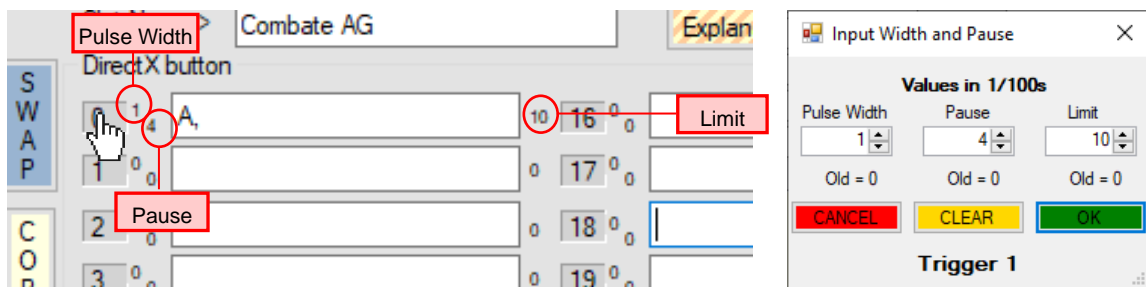 Pulse Width >
Combate AG
Explan
DirectX button
S
W
A
P
0 1 4 A, 10 16 0 0
Limit
1 0 0 0 17 0 0
Pause
2 0 0 18 0 0
3 0 0 19 0 0
C
O
Input Width and Pause
Values in 1/100s
Pulse Width Pause Limit
1 4 10
Old = 0 Old = 0 Old = 0
CANCEL CLEAR OK
Trigger 1